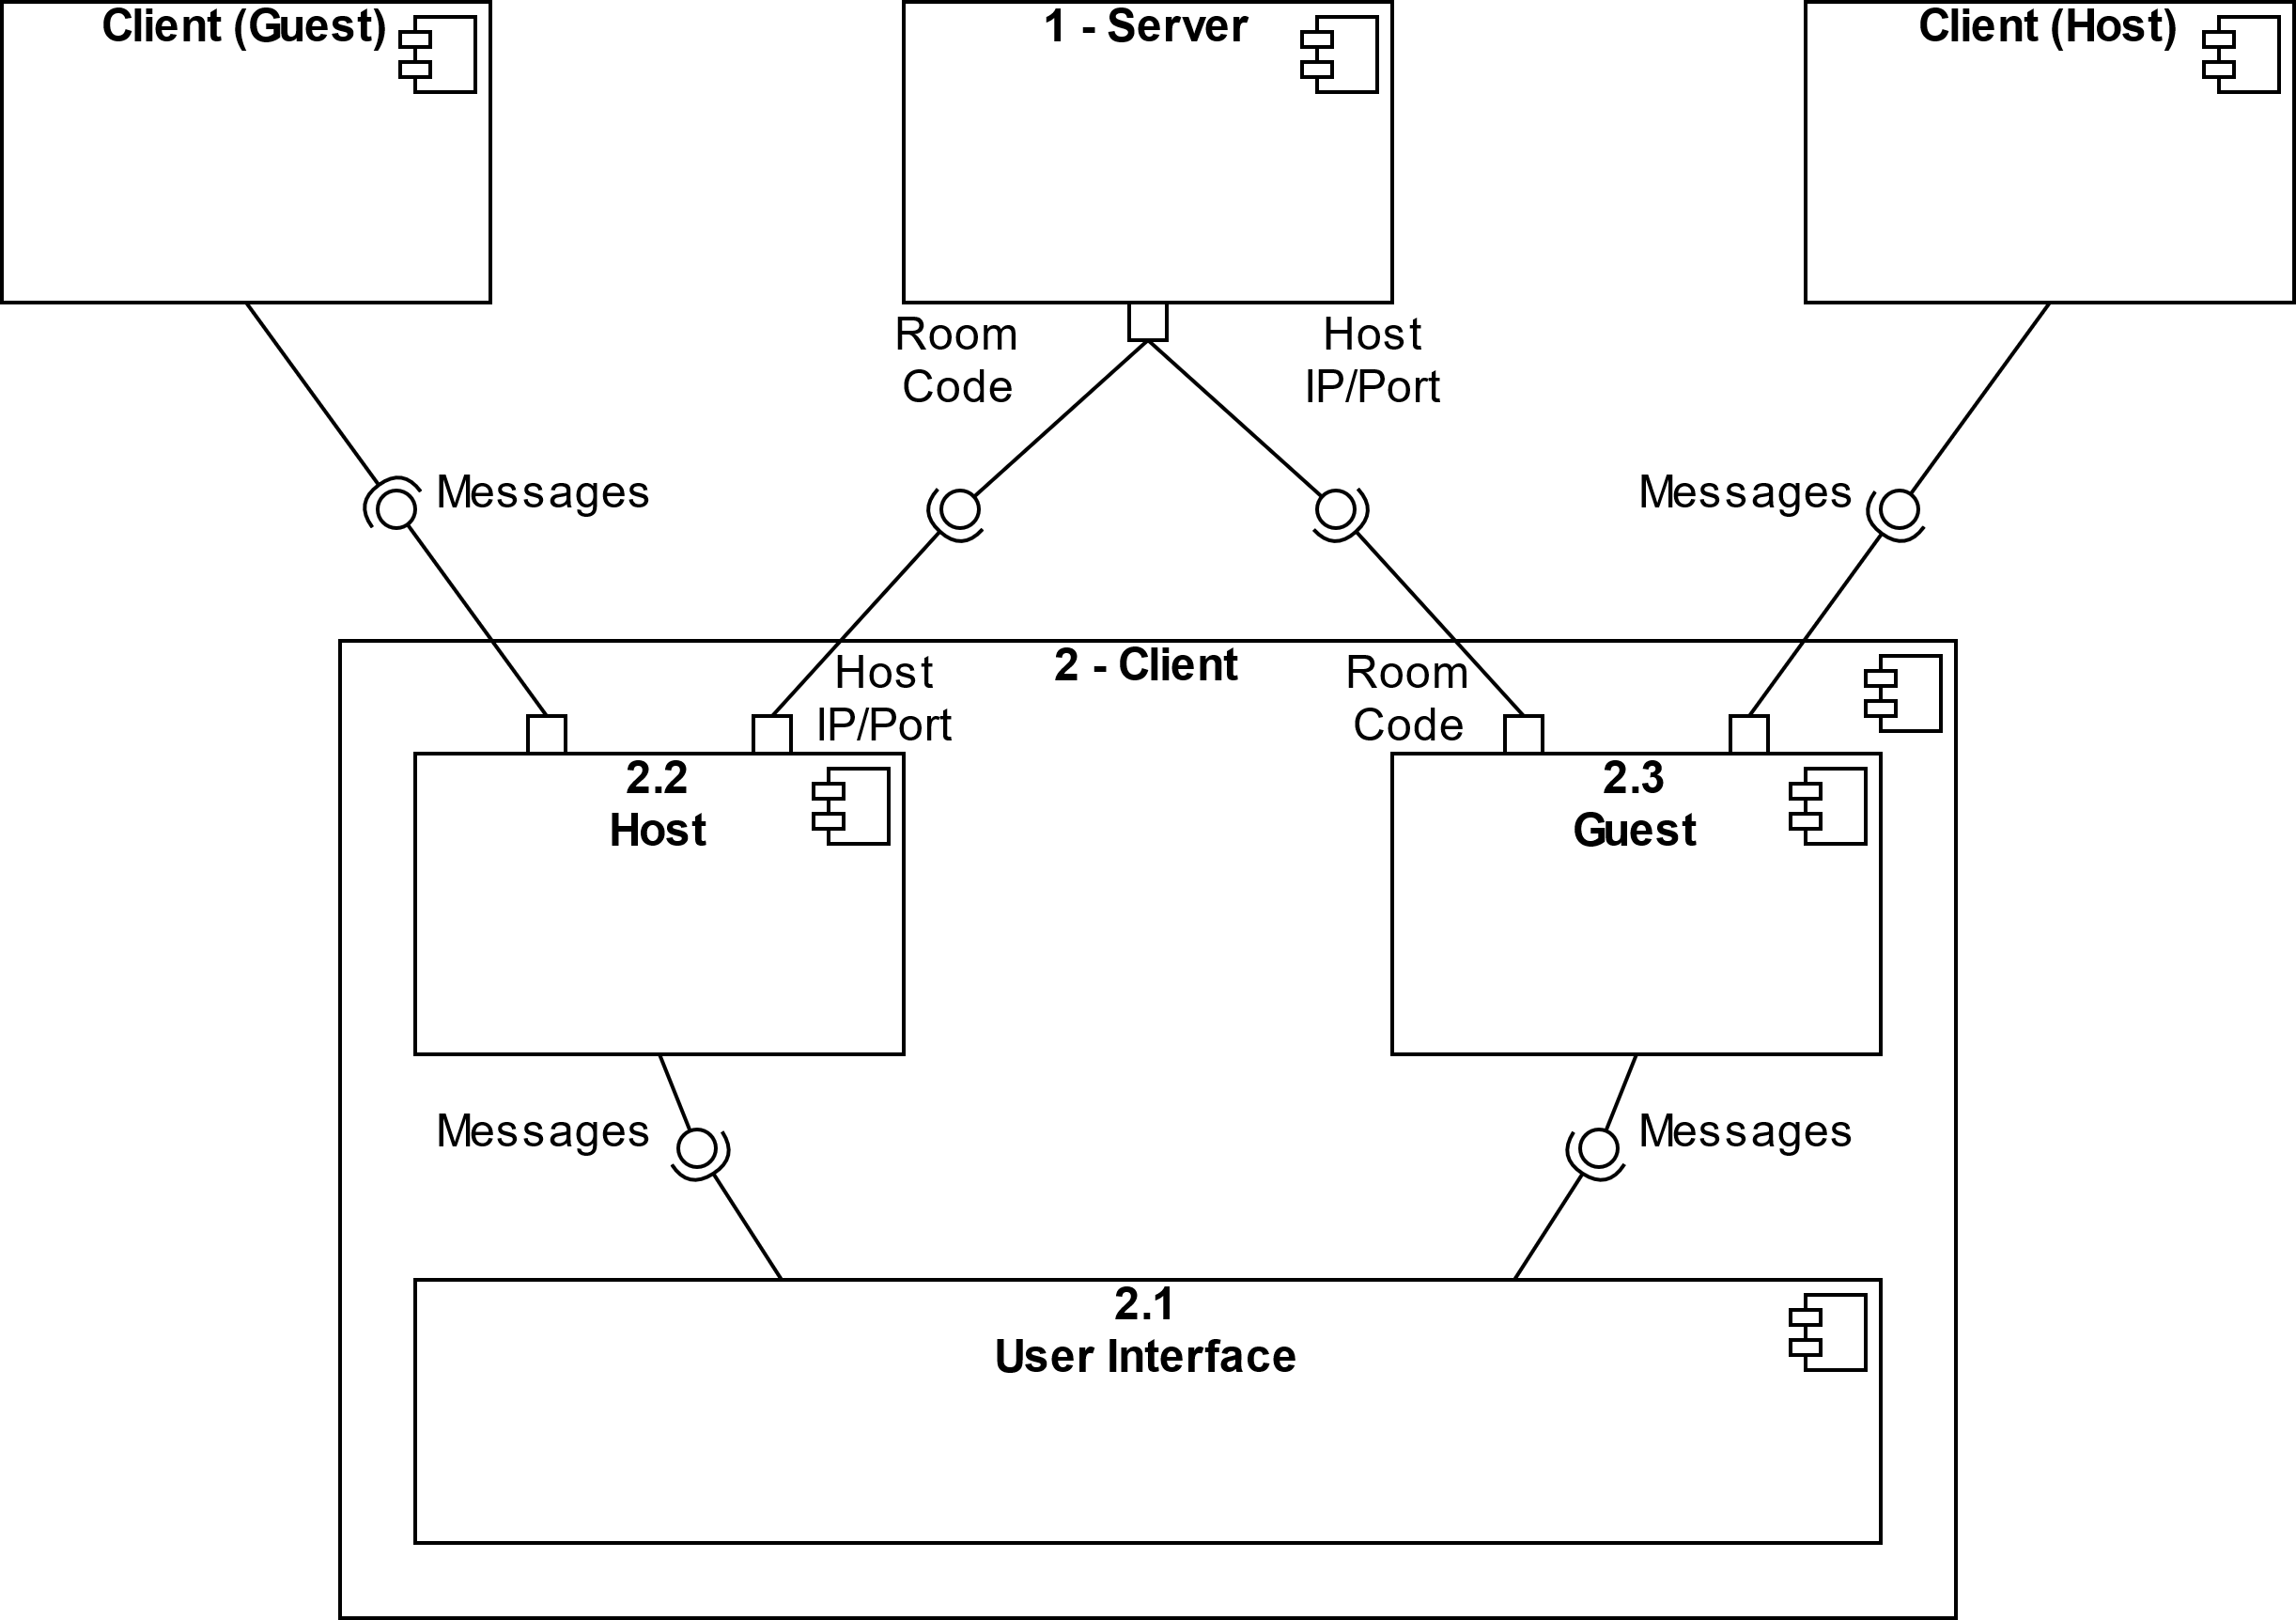 Client (Guest)
1 - Server
Client (Host)
Room
Code
Host
IP/Port
Messages
Messages
2 - Client
Host
IP/Port
Room
Code
2.2
Host
2.3
Guest
Messages
Messages
2.1
User Interface